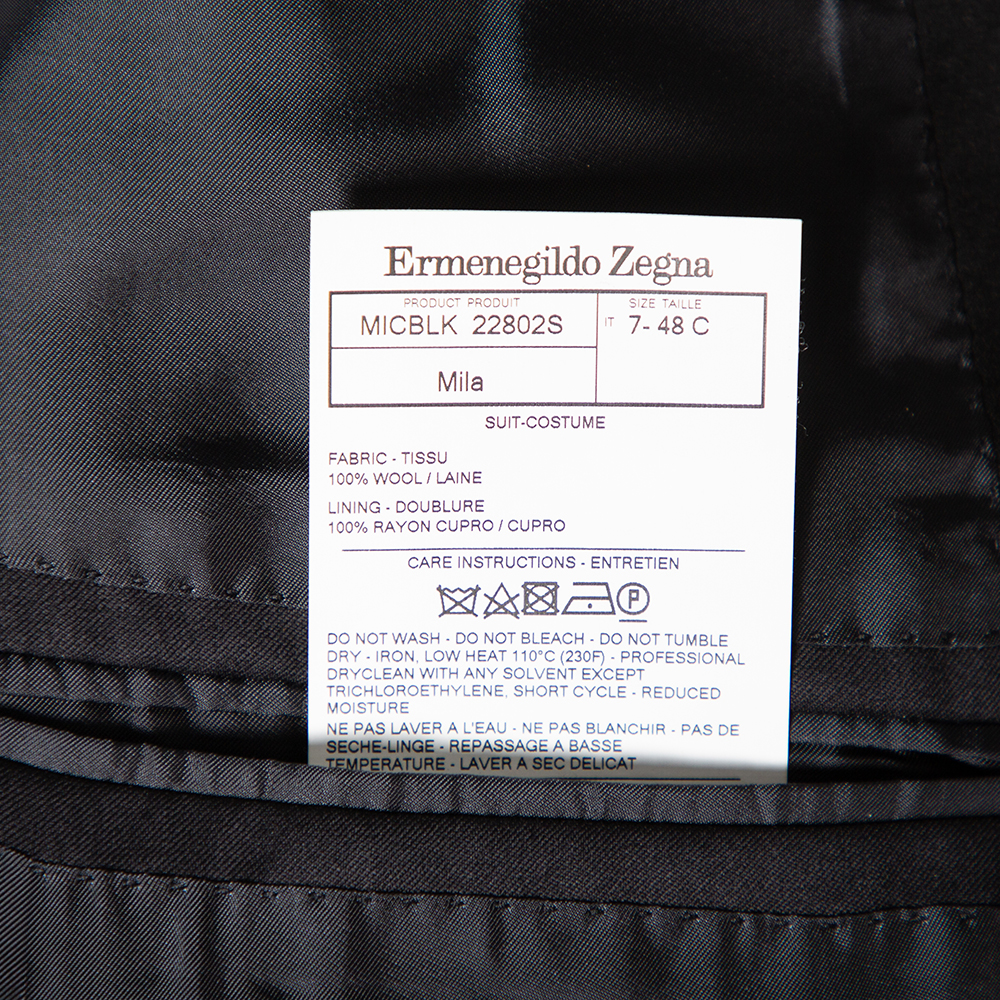 Ermenegildo Zegna
PRODUCT PRODUIT
MICBLK 22802S
SIZE TAILLE
IT 7- 48 C
Mila
SUIT-COSTUME
FABRIC - TISSU
100% WOOL / LAINE
LINING - DOUBLURE
100% RAYON CUPRO / CUPRO
CARE INSTRUCTIONS - ENTRETIEN
P
DO NOT WASH - DO NOT BLEACH - DO NOT TUMBLE
DRY - IRON, LOW HEAT 110°C (230F) - PROFESSIONAL
DRYCLEAN WITH ANY SOLVENT EXCEPT
TRICHLOROETHYLENE, SHORT CYCLE - REDUCED
MOISTURE
NE PAS LAVER A L'EAU - NE PAS BLANCHIR - PAS DE
SECHE-LINGE - REPASSAGE A BASSE
TEMPERATURE - LAVER A SEC DELICAT